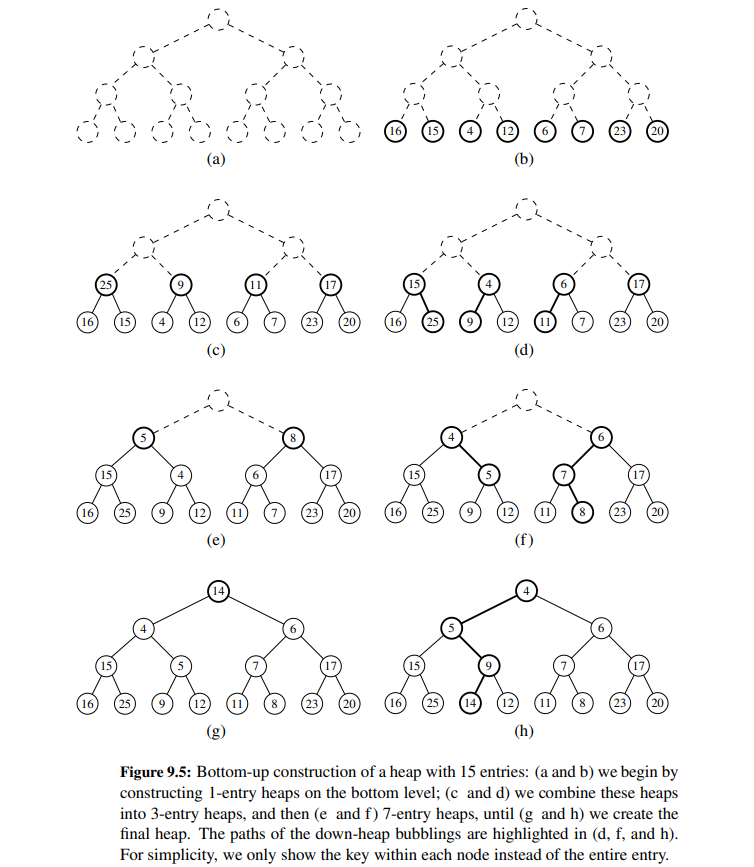 16 15 4 12 6 7 23 20
(a) (b)
25 9 11 17 15 4 6 17
16 15 4 12 6 7 23 20 16 25 9 12 11 7 23 20
(c) (d)
5 8 4 6
15 4 6 17 15 5 7 17
16 25 9 12 11 7 23 20 16 25 9 12 11 8 23 20
(e) (f)
14 4
4 6 5 6
15 5 7 17 15 9 7 17
16 25 9 12 11 8 23 20 16 25 14 12 11 8 23 20
(g) (h)
Figure 9.5: Bottom-up construction of a heap with 15 entries: (a and b) we begin by
constructing 1-entry heaps on the bottom level; (c and d) we combine these heaps
into 3-entry heaps, and then (e and f) 7-entry heaps, until (g and h) we create the
final heap. The paths of the down-heap bubblings are highlighted in (d, f, and h).
For simplicity, we only show the key within each node instead of the entire entry.